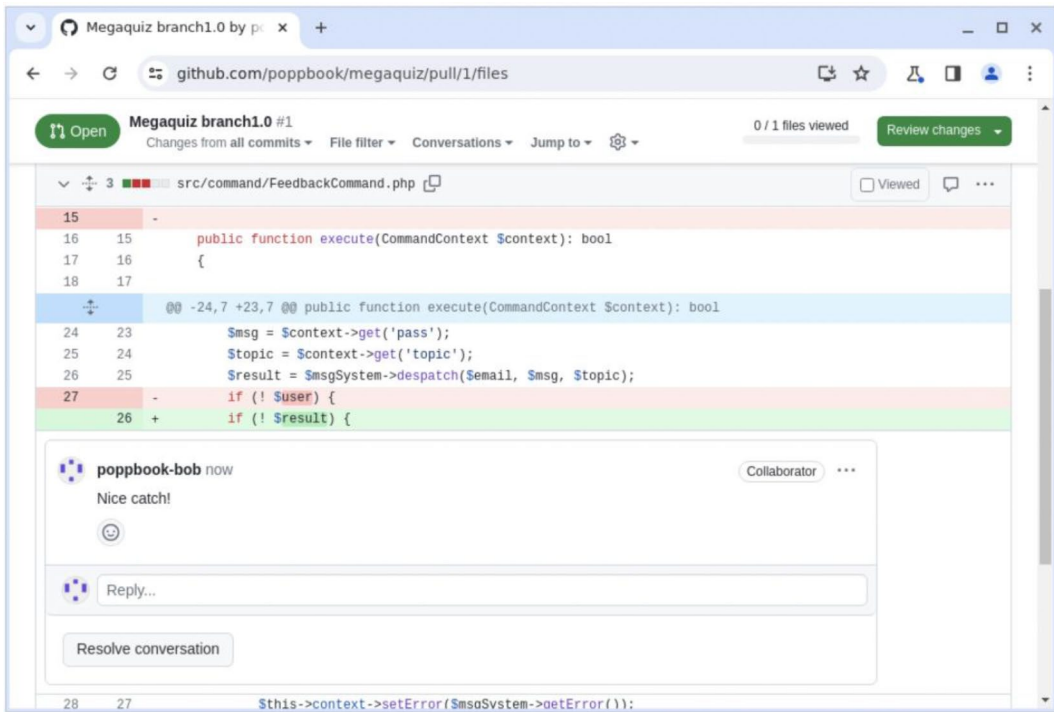 Megaquiz branch1.0 by po
github.com/poppbook/megaquiz/pull/1/files
Open
Megaquiz branch1.0 #1
Changes from all commits File filter Conversations Jump to
0 / 1 files viewed
Review changes
3 src/command/FeedbackCommand.php
Viewed
15 -
16 15 public function execute(CommandContext $context): bool
17 16 {
18 17
@@ -24,7 +23,7 @@ public function execute(CommandContext $context): bool
24 23 $msg = $context->get('pass');
25 24 $topic = $context->get('topic');
26 25 $result = $msgSystem->despatch($email, $msg, $topic);
27 - if (! $user) {
26 + if (! $result) {
poppbook-bob now
Collaborator
Nice catch!
Reply...
Resolve conversation
28 27 $this->context->setError($msgSystem->getError());